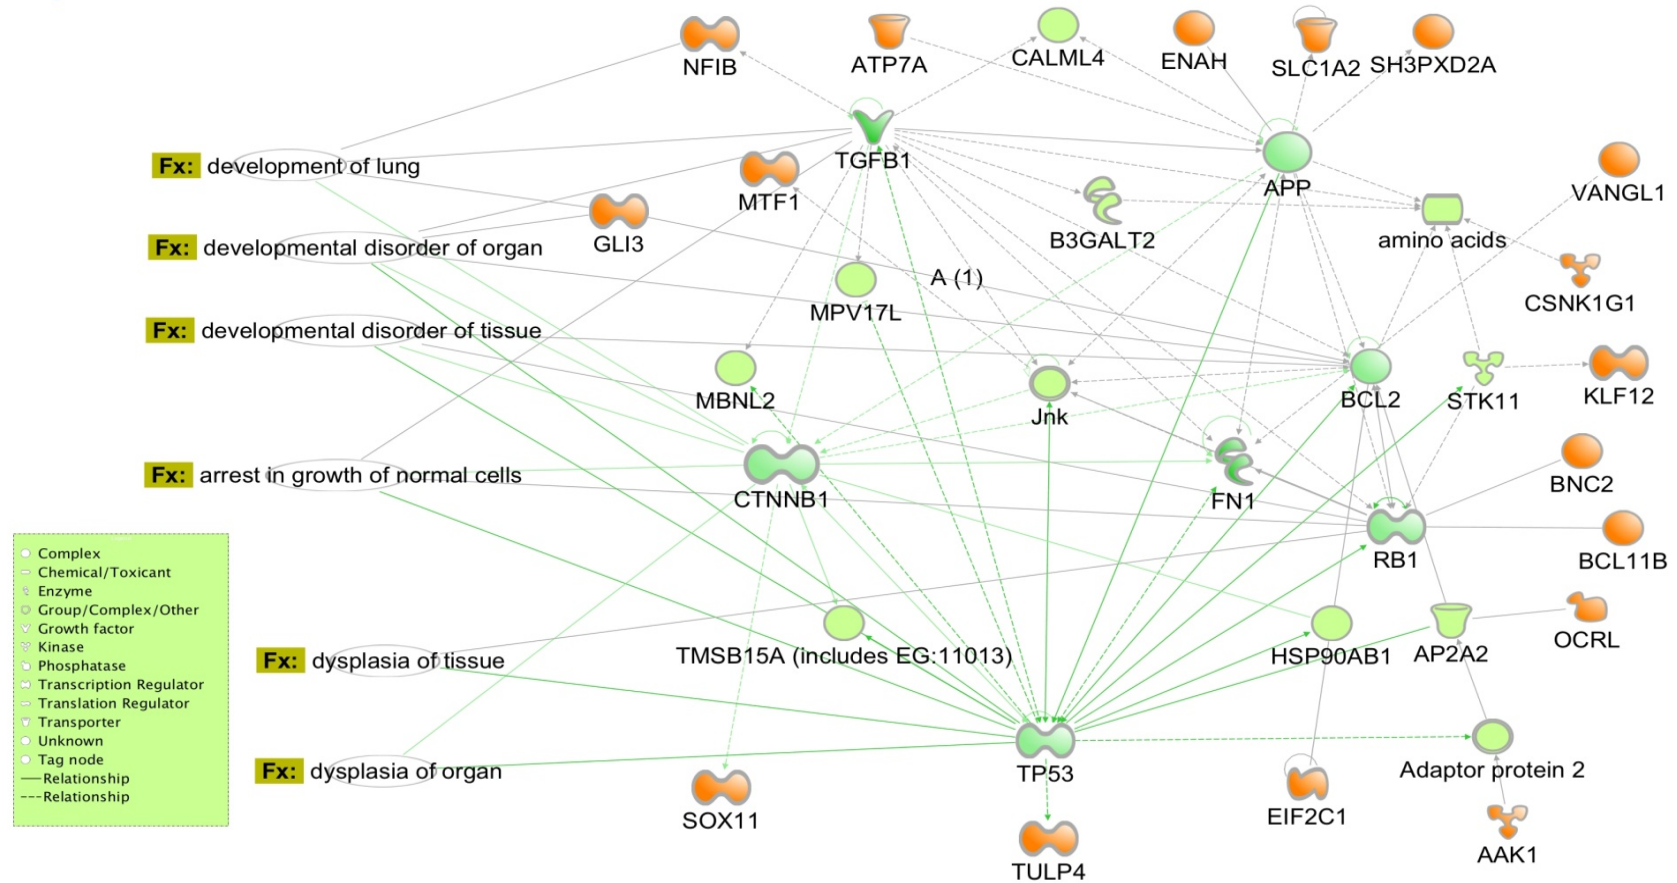 NFIB
ATP7A
CALML4
ENAH
SLC1A2
SH3PXD2A
TGFB1
APP
VANGL1
Fx: development of lung
MTF1
GLI3
B3GALT2
amino acids
Fx: developmental disorder of organ
A (1)
MPV17L
CSNK1G1
Fx: developmental disorder of tissue
MBNL2
Jnk
BCL2
STK11
KLF12
Fx: arrest in growth of normal cells
CTNNB1
FN1
BNC2
RB1
BCL11B
Complex
Chemical/Toxicant
Enzyme
Group/Complex/Other
Growth factor
Kinase
Phosphatase
Transcription Regulator
Translation Regulator
Transporter
Unknown
Tag node
Relationship
Relationship
Fx: dysplasia of tissue
TMSB15A (includes EG:11013)
HSP90AB1
AP2A2
OCRL
Fx: dysplasia of organ
TP53
Adaptor protein 2
SOX11
EIF2C1
AAK1
TULP4